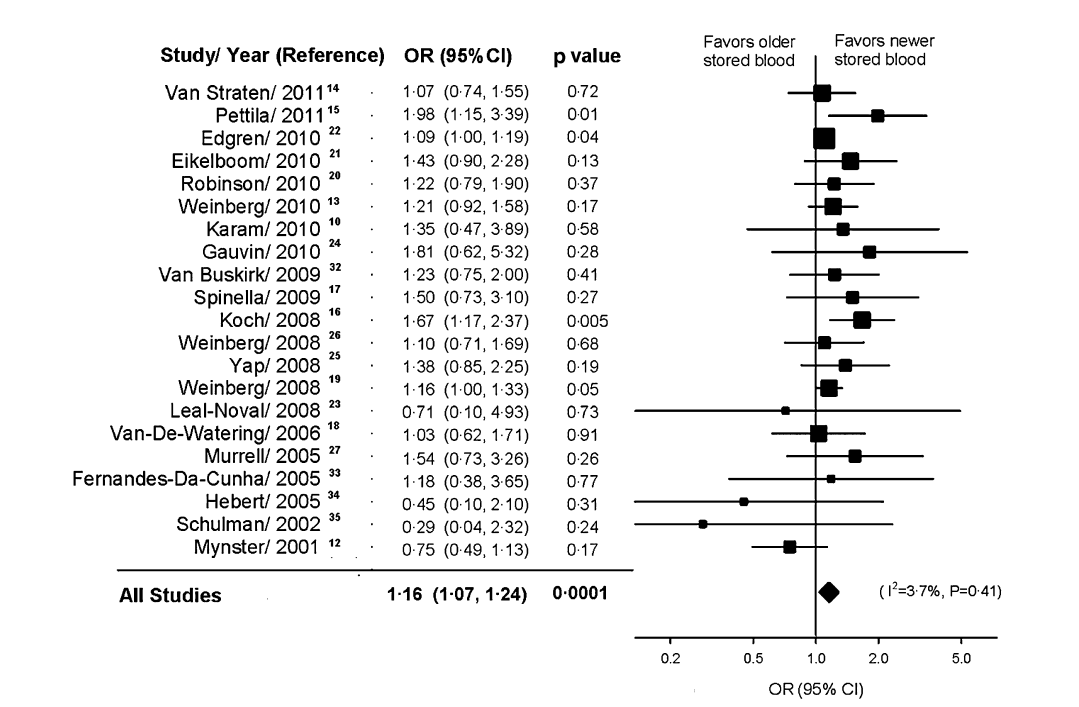 Favors older Favors newer
Study/ Year (Reference) OR (95%CI) p value stored blood stored blood
Van Straten/ 2011 14 · 1·07 (0·74, 1·55) 0·72
Pettila/ 2011 15 · 1·98 (1·15, 3·39) 0·01
Edgren/ 2010 22 · 1·09 (1·00, 1·19) 0·04
Eikelboom/ 2010 21 · 1·43 (0·90, 2·28) 0·13
Robinson/ 2010 20 · 1·22 (0·79, 1·90) 0·37
Weinberg/ 2010 13 · 1·21 (0·92, 1·58) 0·17
Karam/ 2010 10 · 1·35 (0·47, 3·89) 0·58
Gauvin/ 2010 24 · 1·81 (0·62, 5·32) 0·28
Van Buskirk/ 2009 32 · 1·23 (0·75, 2·00) 0·41
Spinella/ 2009 17 · 1·50 (0·73, 3·10) 0·27
Koch/ 2008 16 · 1·67 (1·17, 2·37) 0·005
Weinberg/ 2008 26 · 1·10 (0·71, 1·69) 0·68
Yap/ 2008 25 · 1·38 (0·85, 2·25) 0·19
Weinberg/ 2008 19 · 1·16 (1·00, 1·33) 0·05
Leal-Noval/ 2008 23 · 0·71 (0·10, 4·93) 0·73
Van-De-Watering/ 2006 18 · 1·03 (0·62, 1·71) 0·91
Murrell/ 2005 27 · 1·54 (0·73, 3·26) 0·26
Fernandes-Da-Cunha/ 2005 33 · 1·18 (0·38, 3·65) 0·77
Hebert/ 2005 34 · 0·45 (0·10, 2·10) 0·31
Schulman/ 2002 35 · 0·29 (0·04, 2·32) 0·24
Mynster/ 2001 12 · 0·75 (0·49, 1·13) 0·17
All Studies 1·16 (1·07, 1·24) 0·0001 ( I²=3·7%, P=0·41)
0.2 0.5 1.0 2.0 5.0
OR (95% CI)